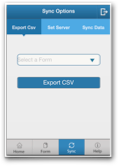 Sync Options
Export Csv Set Server Sync Data
Select a Form
Export CSV
Home Form Sync Help